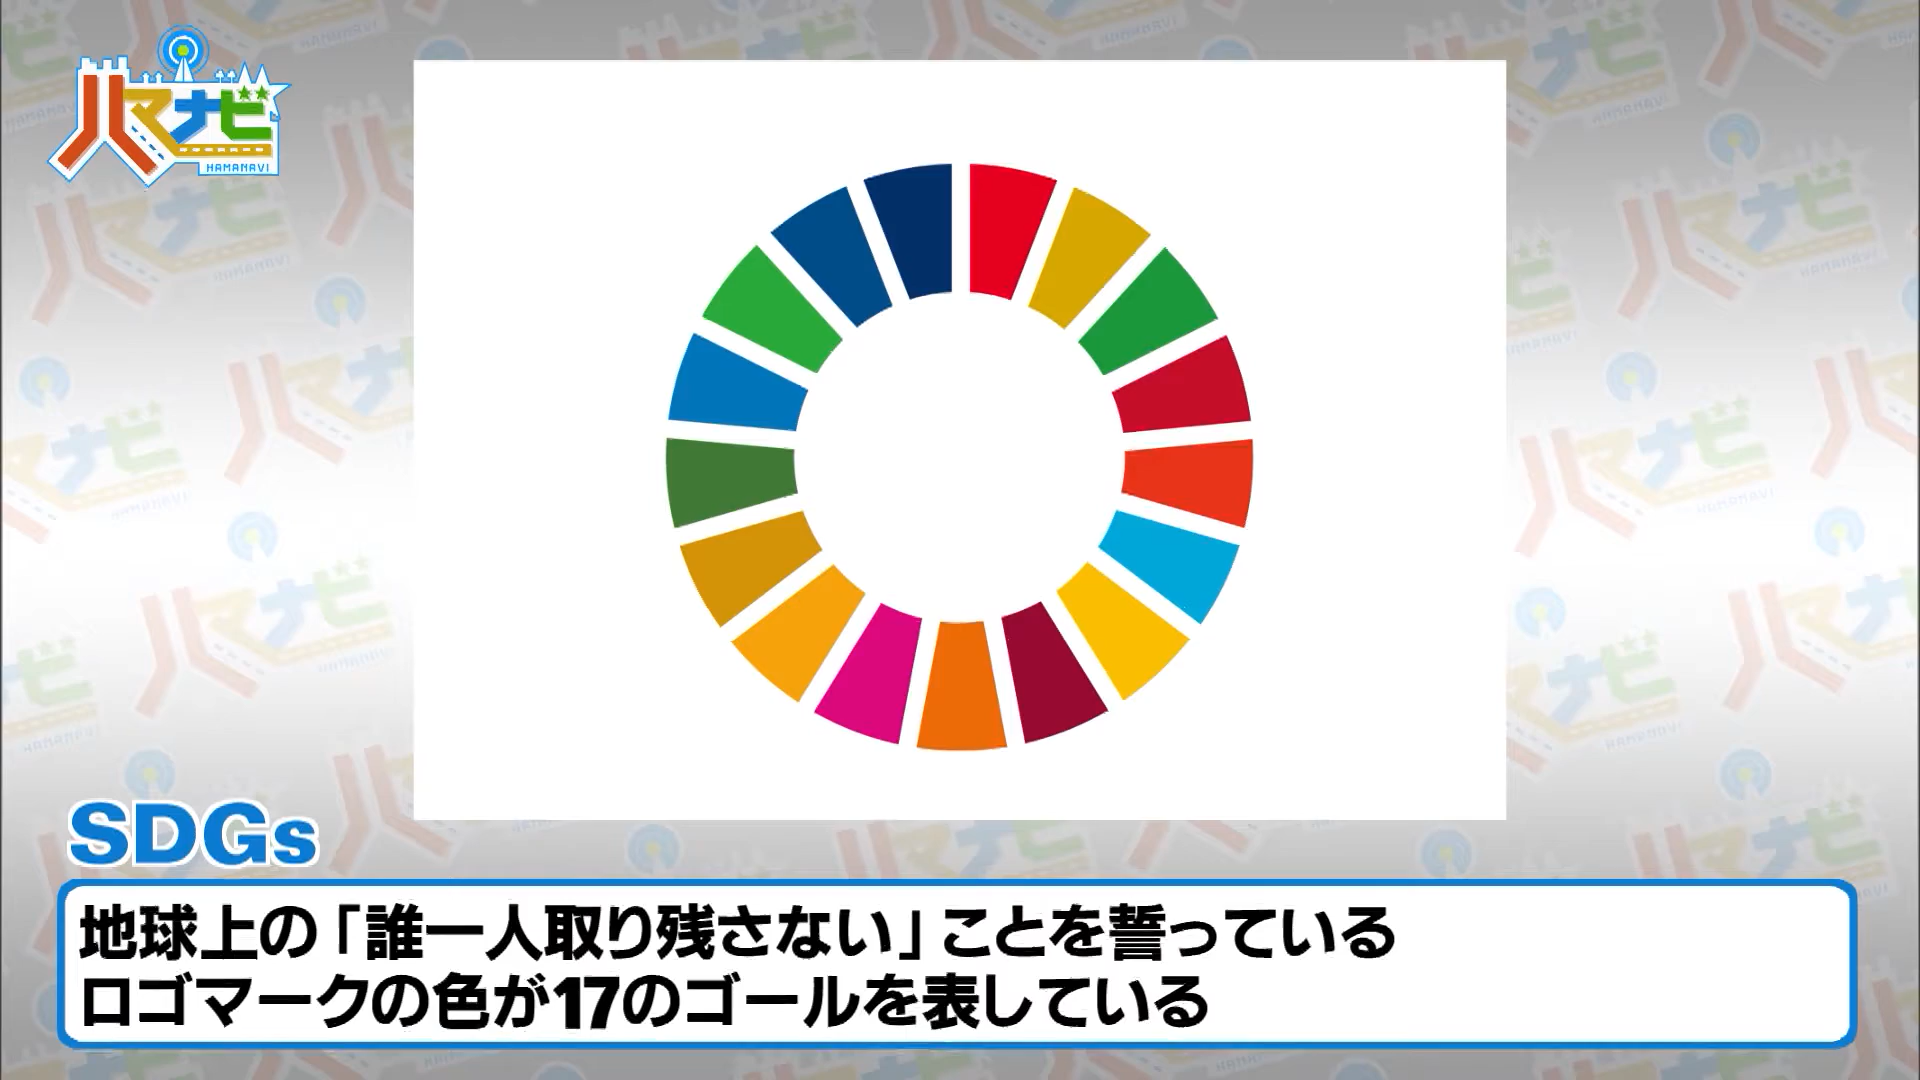 ハマナビ
HAMANAVI
SDGs
地球上の「誰一人取り残さない」ことを誓っている
ロゴマークの色が17のゴールを表している